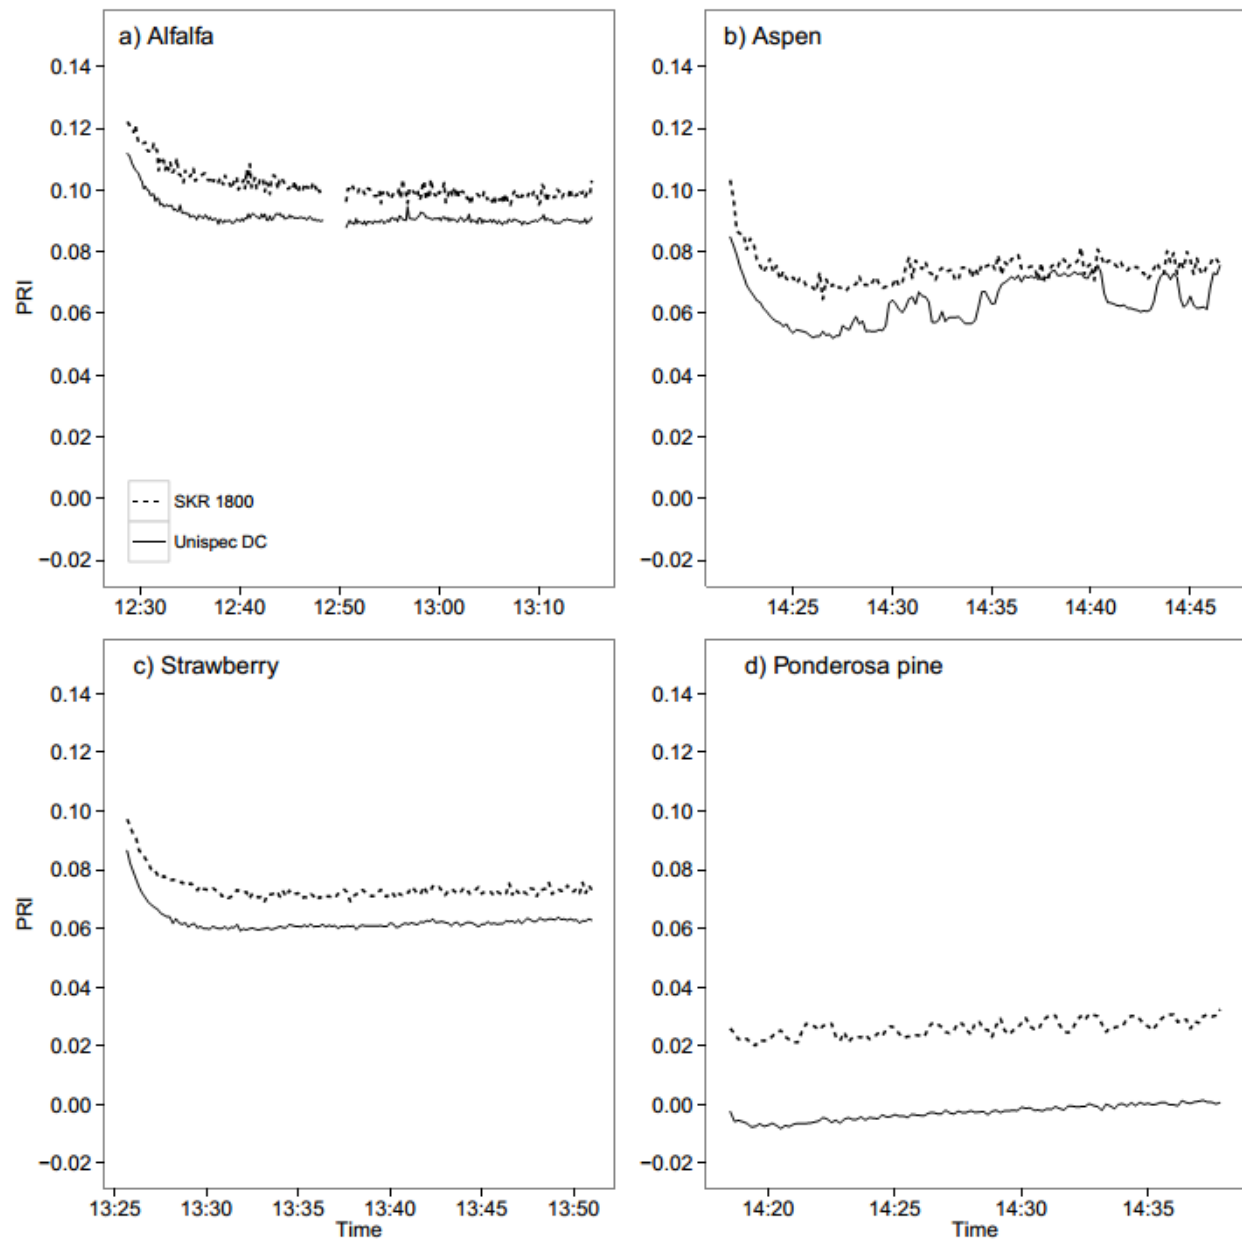 a) Alfalfa
PRI
0.14
0.12
0.10
0.08
0.06
0.04
0.02
0.00
−0.02
SKR 1800
Unispec DC
12:30 12:40 12:50 13:00 13:10
b) Aspen
0.14
0.12
0.10
0.08
0.06
0.04
0.02
0.00
−0.02
14:25 14:30 14:35 14:40 14:45
c) Strawberry
PRI
0.14
0.12
0.10
0.08
0.06
0.04
0.02
0.00
−0.02
13:25 13:30 13:35 13:40 13:45 13:50
Time
d) Ponderosa pine
0.14
0.12
0.10
0.08
0.06
0.04
0.02
0.00
−0.02
14:20 14:25 14:30 14:35
Time